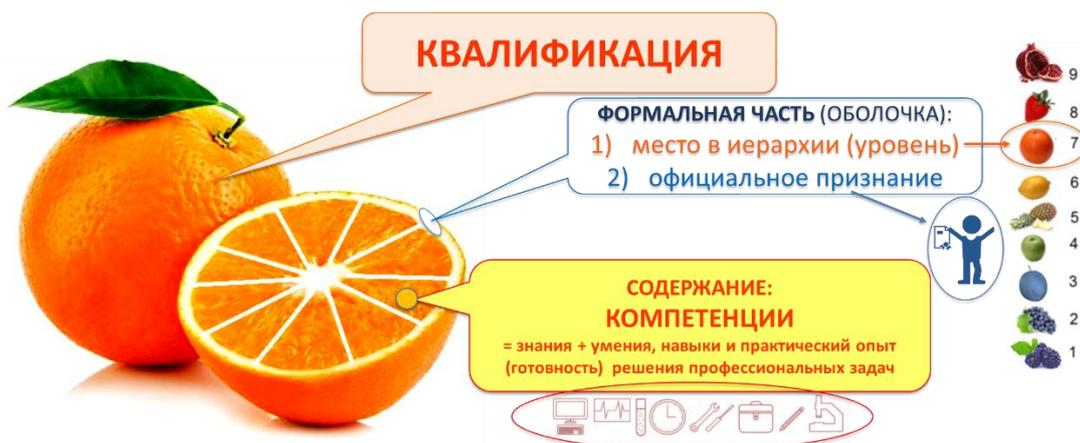 КВАЛИФИКАЦИЯ
ФОРМАЛЬНАЯ ЧАСТЬ (ОБОЛОЧКА):
1) место в иерархии (уровень)
2) официальное признание
СОДЕРЖАНИЕ:
КОМПЕТЕНЦИИ
= знания + умения, навыки и практический опыт
(готовность) решения профессиональных задач
9
8
7
6
5
4
3
2
1